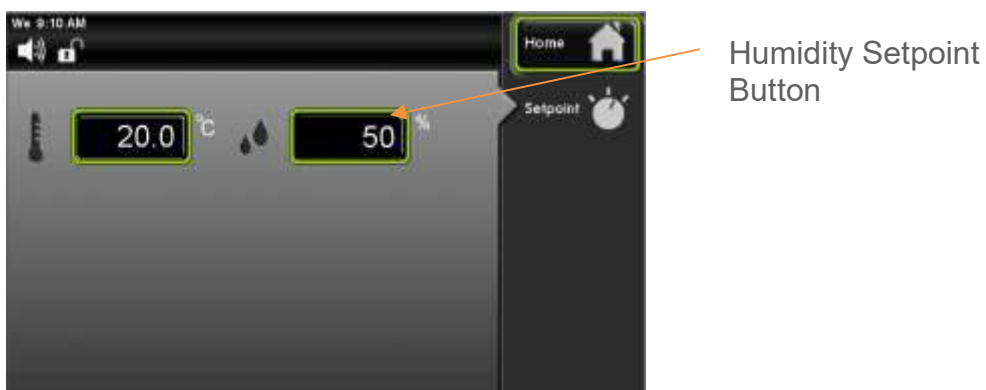 We 9:10 AM
Home
Setpoint
20.0 °C
50 %
Humidity Setpoint
Button